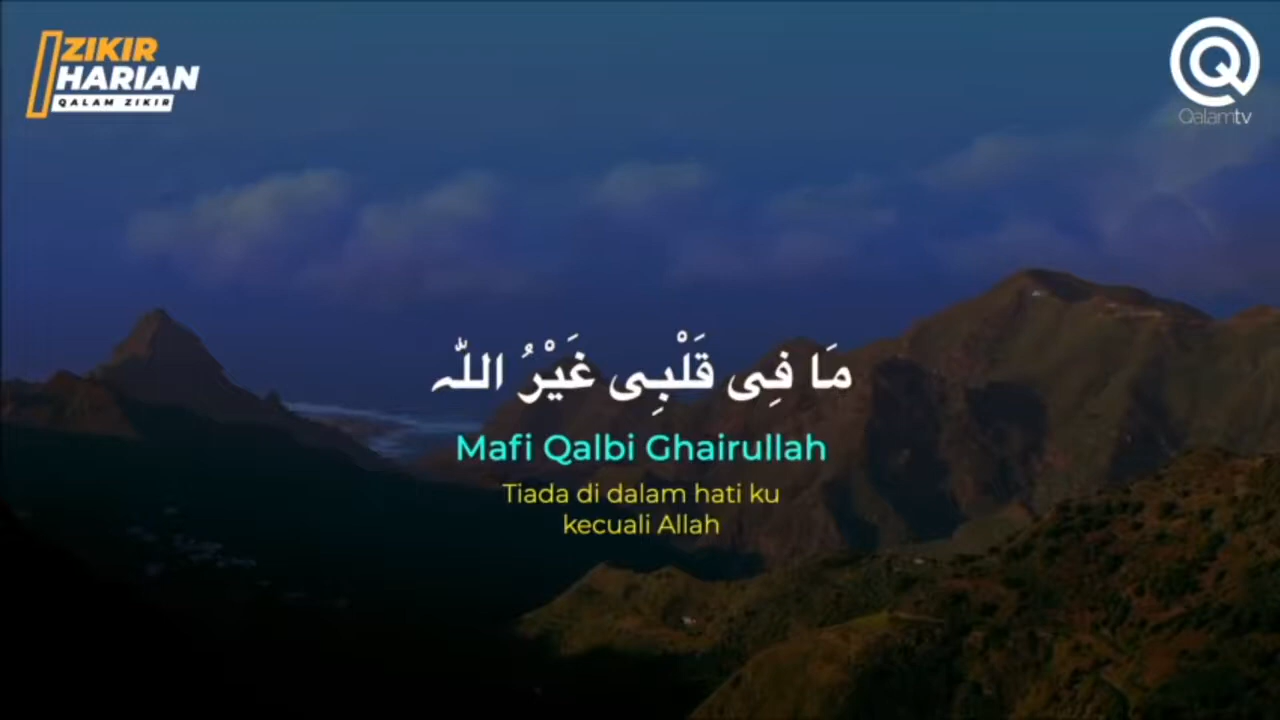 ZIKIR
HARIAN
QALAM ZIKIR
Qalamtv
مَا فِى قَلْبِى غَيْرُ اللّٰه
Mafi Qalbi Ghairullah
Tiada di dalam hati ku
kecuali Allah